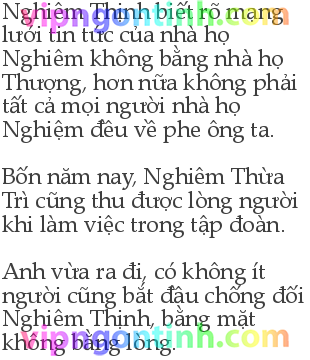 Nghiêm Thịnh biết rõ mạng
lưới tin tức của nhà họ
Nghiêm không bằng nhà họ
Thượng, hơn nữa không phải
tất cả mọi người nhà họ
Nghiệm đều về phe ông ta.

Bốn năm nay, Nghiêm Thừa
Trì cũng thu được lòng người
khi làm việc trong tập đoàn.

Anh vừa ra đi, có không ít
người cũng bắt đầu chống đối
Nghiêm Thịnh, bằng mặt
không bằng lòng.
vipngontinh.com
vipngontinh.com